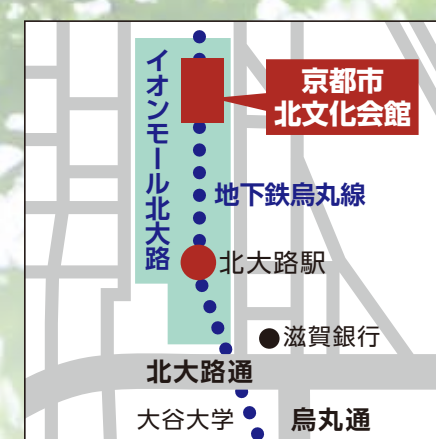 イオンモール北大路
京都市
北文化会館
地下鉄烏丸線
北大路駅
滋賀銀行
北大路通
大谷大学
烏丸通